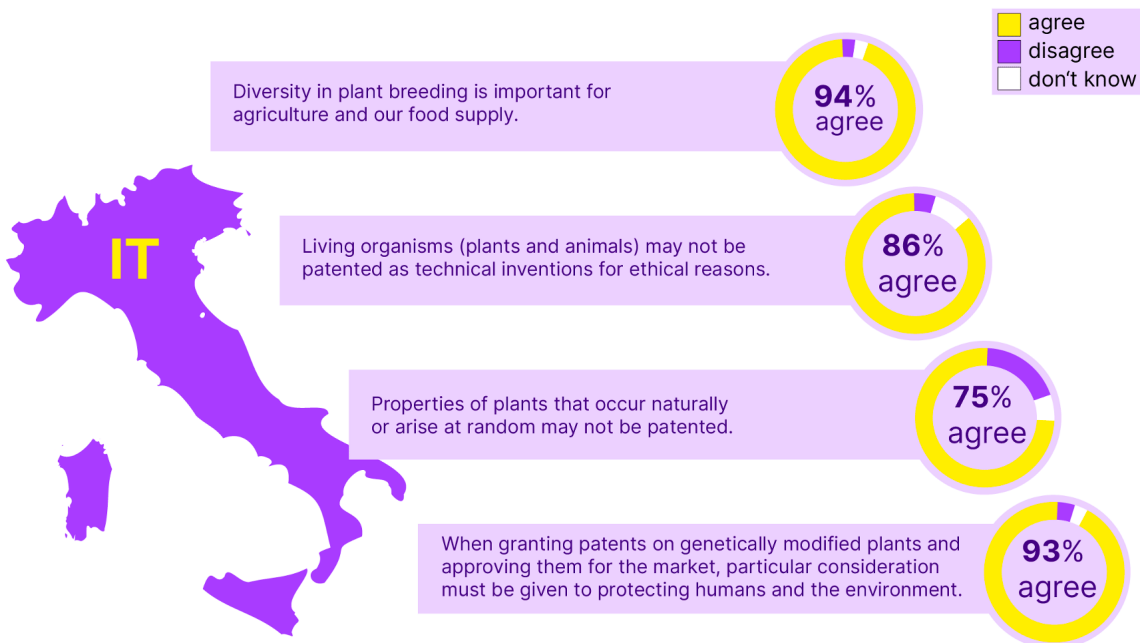 agree
disagree
don‘t know
Diversity in plant breeding is important for
agriculture and our food supply.
94%
agree
IT
Living organisms (plants and animals) may not be
patented as technical inventions for ethical reasons.
86%
agree
Properties of plants that occur naturally
or arise at random may not be patented.
75%
agree
When granting patents on genetically modified plants and
approving them for the market, particular consideration
must be given to protecting humans and the environment.
93%
agree